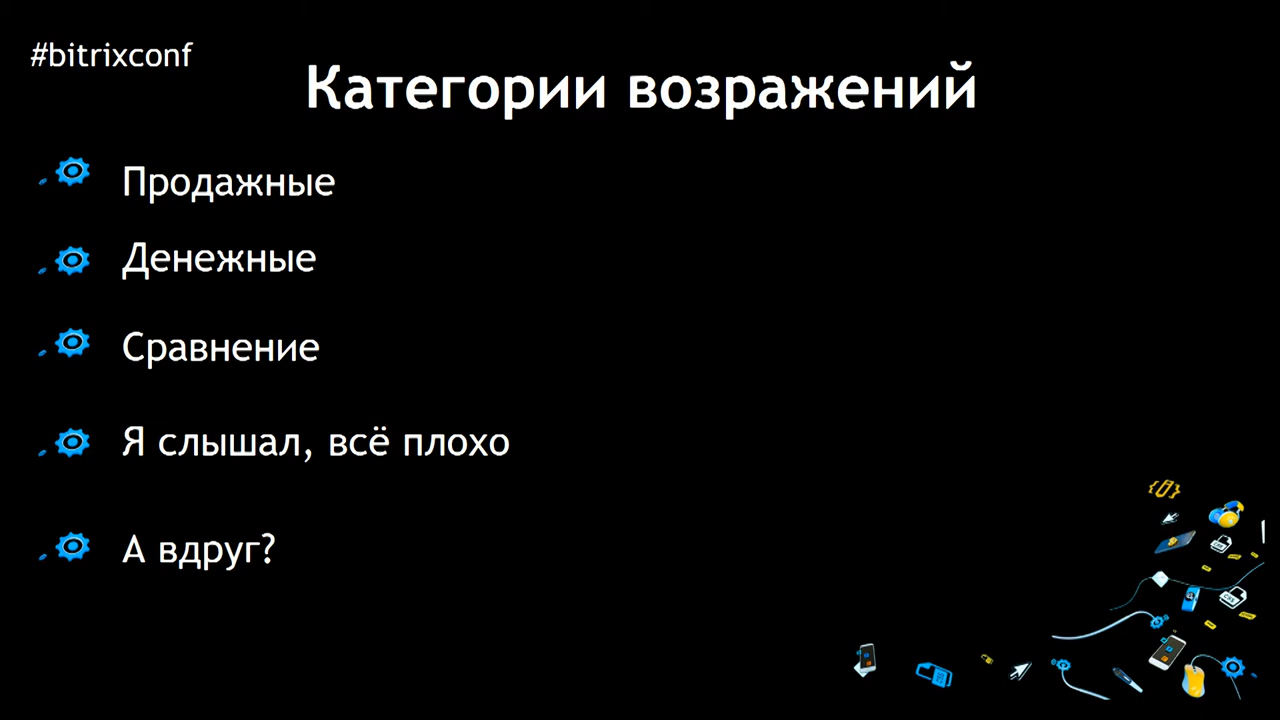 #bitrixconf
Категории возражений
Продажные
Денежные
Сравнение
Я слышал, всё плохо
А вдруг?